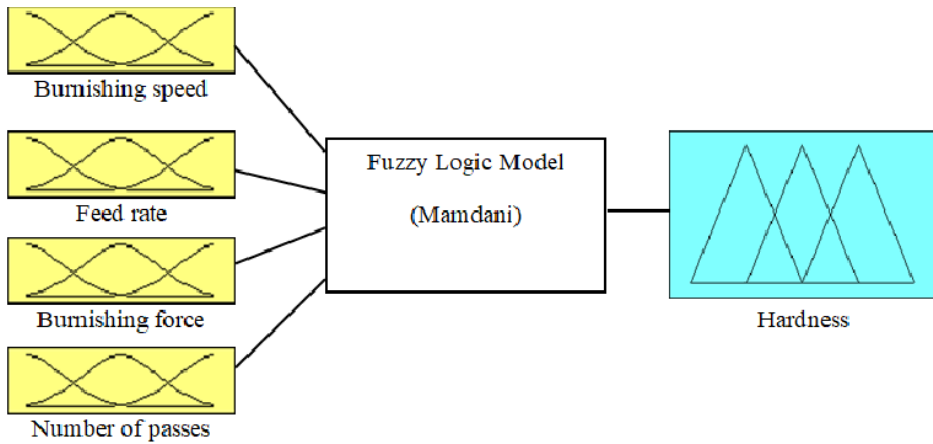 Burnishing speed
Feed rate
Burnishing force
Number of passes
Fuzzy Logic Model
(Mamdani)
Hardness